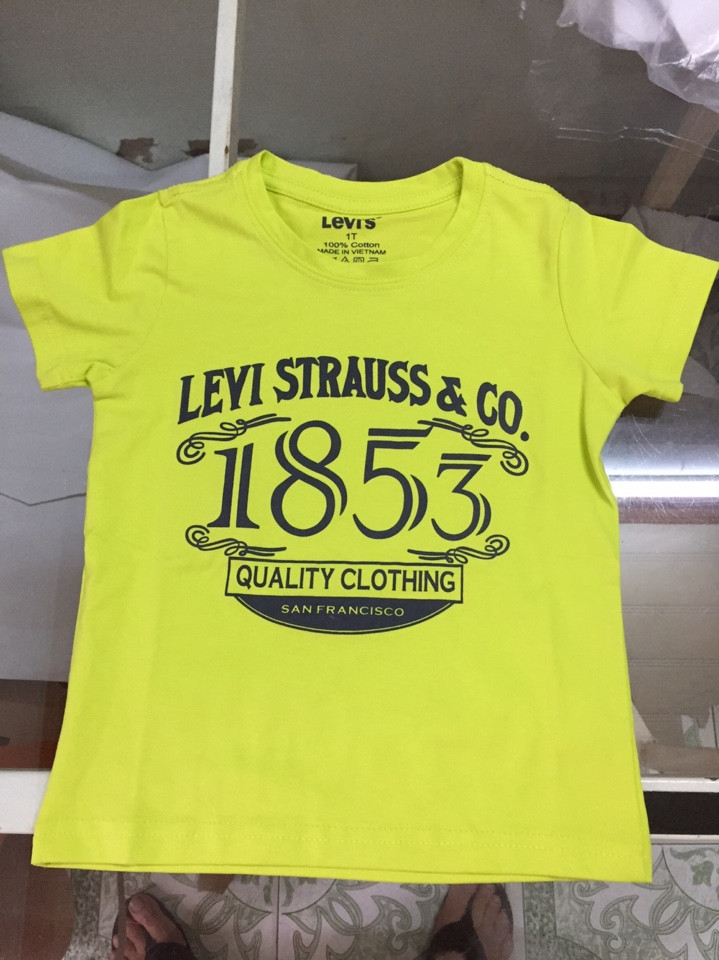 Levi's
1T
100% Cotton
MADE IN VIETNAM
LEVI STRAUSS & CO.
1853
QUALITY CLOTHING
SAN FRANCISCO